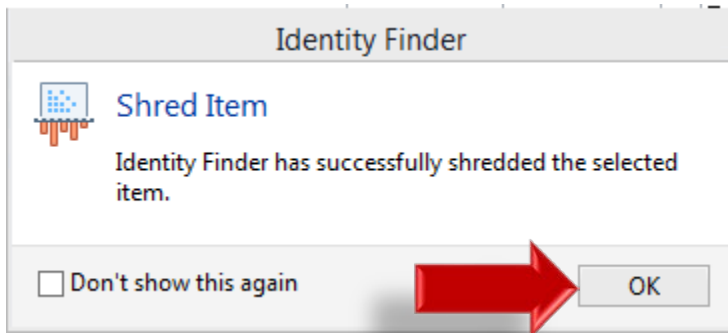 Identity Finder
Shred Item
Identity Finder has successfully shredded the selected
item.
Don't show this again
OK